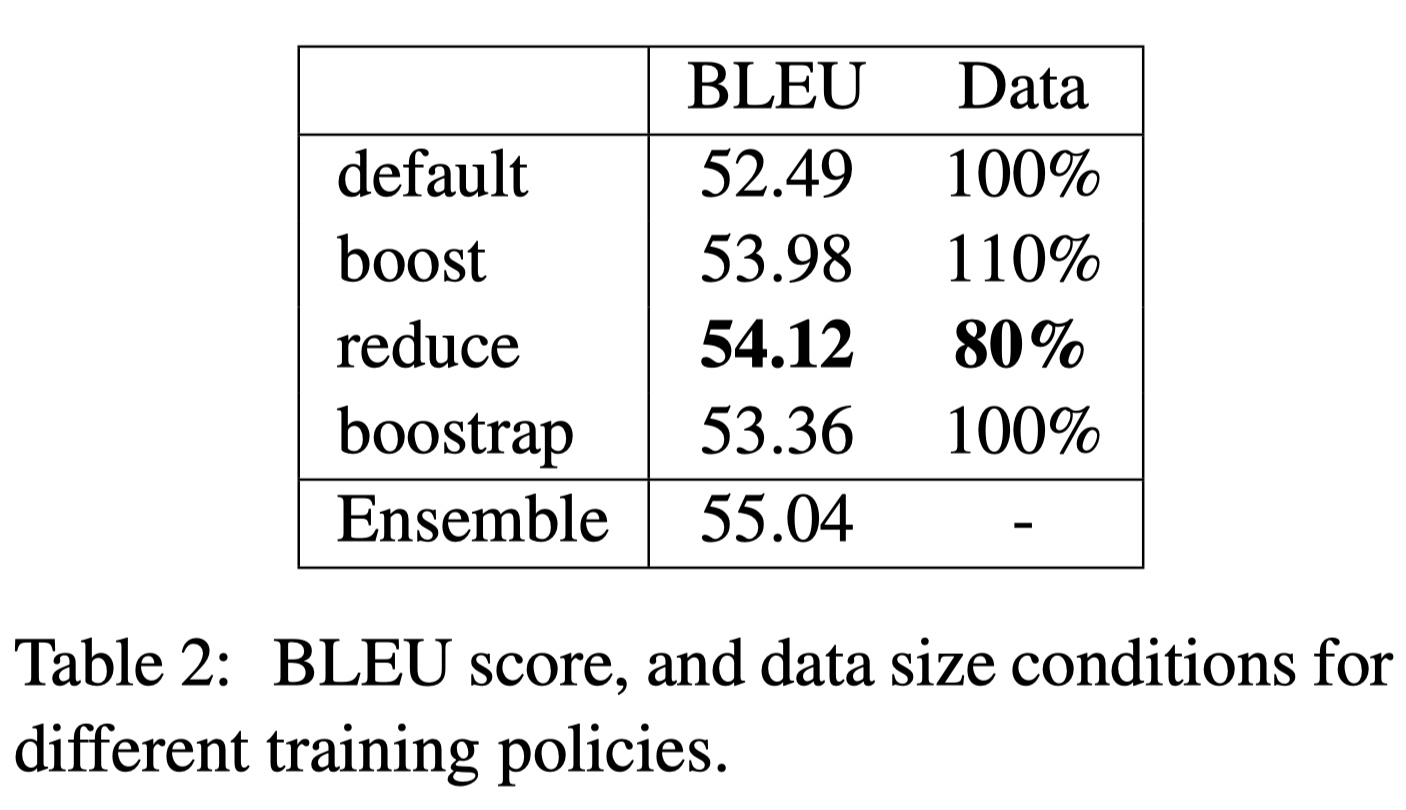 BLEU Data
default 52.49 100%
boost 53.98 110%
reduce 54.12 80%
boostrap 53.36 100%
Ensemble 55.04 -
Table 2: BLEU score, and data size conditions for
different training policies.